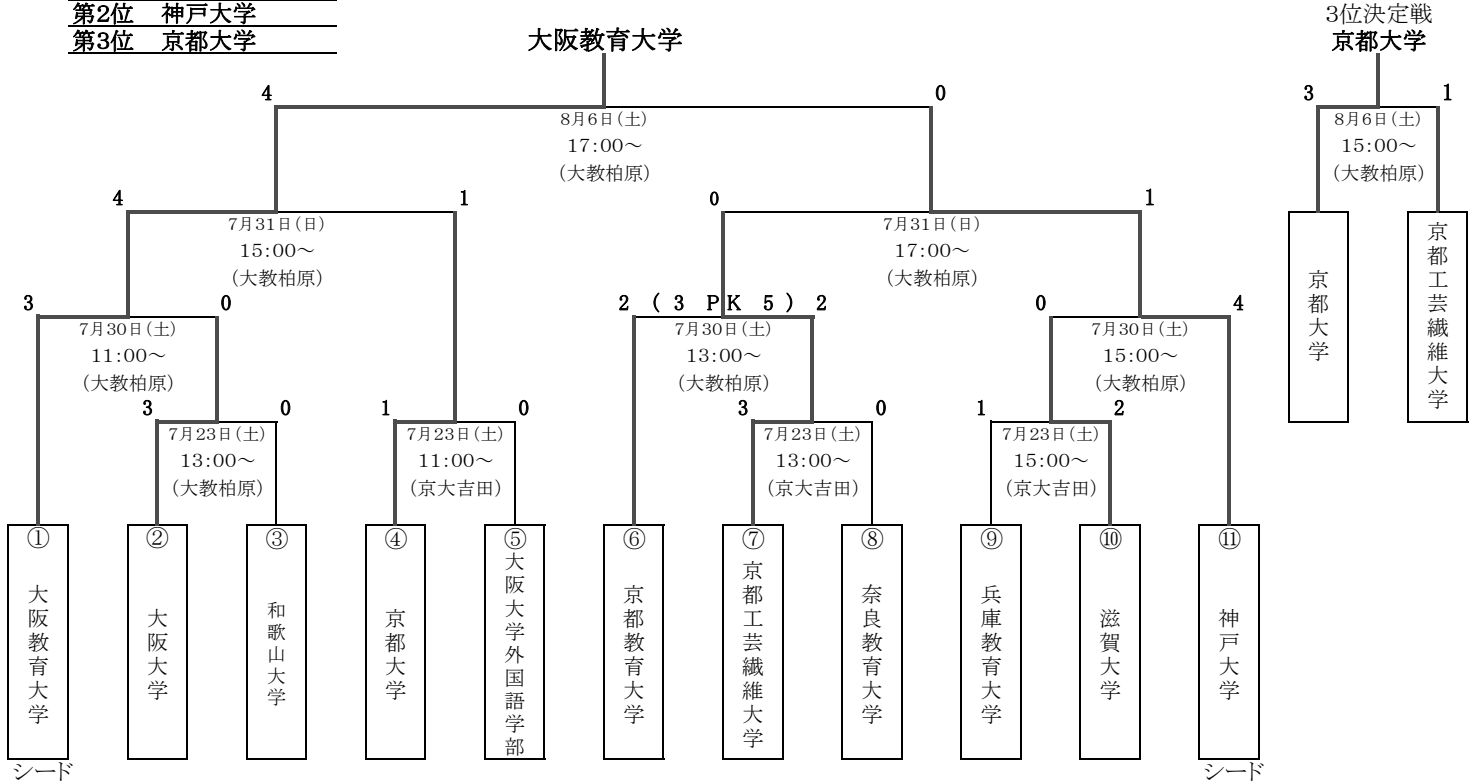 第2位 神戸大学
第3位 京都大学
大阪教育大学
3位決定戦
京都大学
4 0
8月6日(土)
17:00～
(大教柏原)
3 1
8月6日(土)
15:00～
(大教柏原)
4 1
7月31日(日)
15:00～
(大教柏原)
0 1
7月31日(日)
17:00～
(大教柏原)
京都大学
京都工芸繊維大学
3 0
7月30日(土)
11:00～
(大教柏原)
2 ( 3 PK 5 ) 2
7月30日(土)
13:00～
(大教柏原)
0 4
7月30日(土)
15:00～
(大教柏原)
3 0
7月23日(土)
13:00～
(大教柏原)
1 0
7月23日(土)
11:00～
(京大吉田)
3 0
7月23日(土)
13:00～
(京大吉田)
1 2
7月23日(土)
15:00～
(京大吉田)
① 大阪教育大学
② 大阪大学
③ 和歌山大学
④ 京都大学
⑤ 大阪大学外国語学部
⑥ 京都教育大学
⑦ 京都工芸繊維大学
⑧ 奈良教育大学
⑨ 兵庫教育大学
⑩ 滋賀大学
⑪ 神戸大学
シード
シード